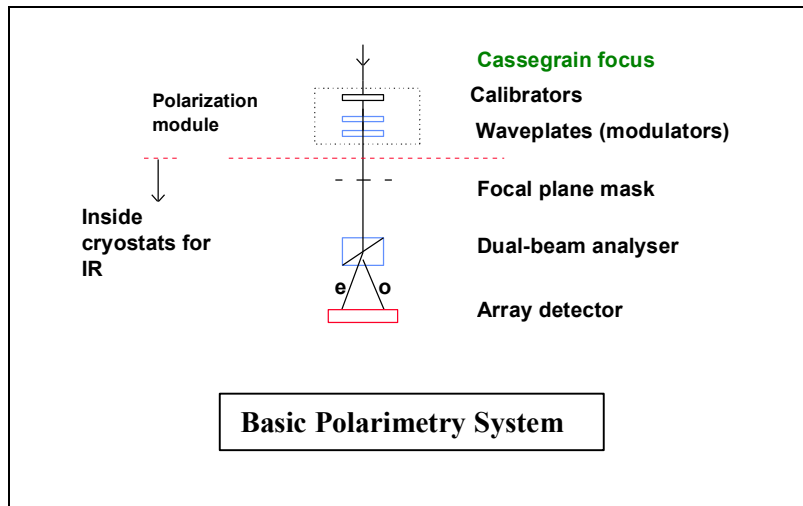 Cassegrain focus
Calibrators
Polarization
module
Waveplates (modulators)
Focal plane mask
Inside
cryostats for
IR
Dual-beam analyser
e o
Array detector
Basic Polarimetry System